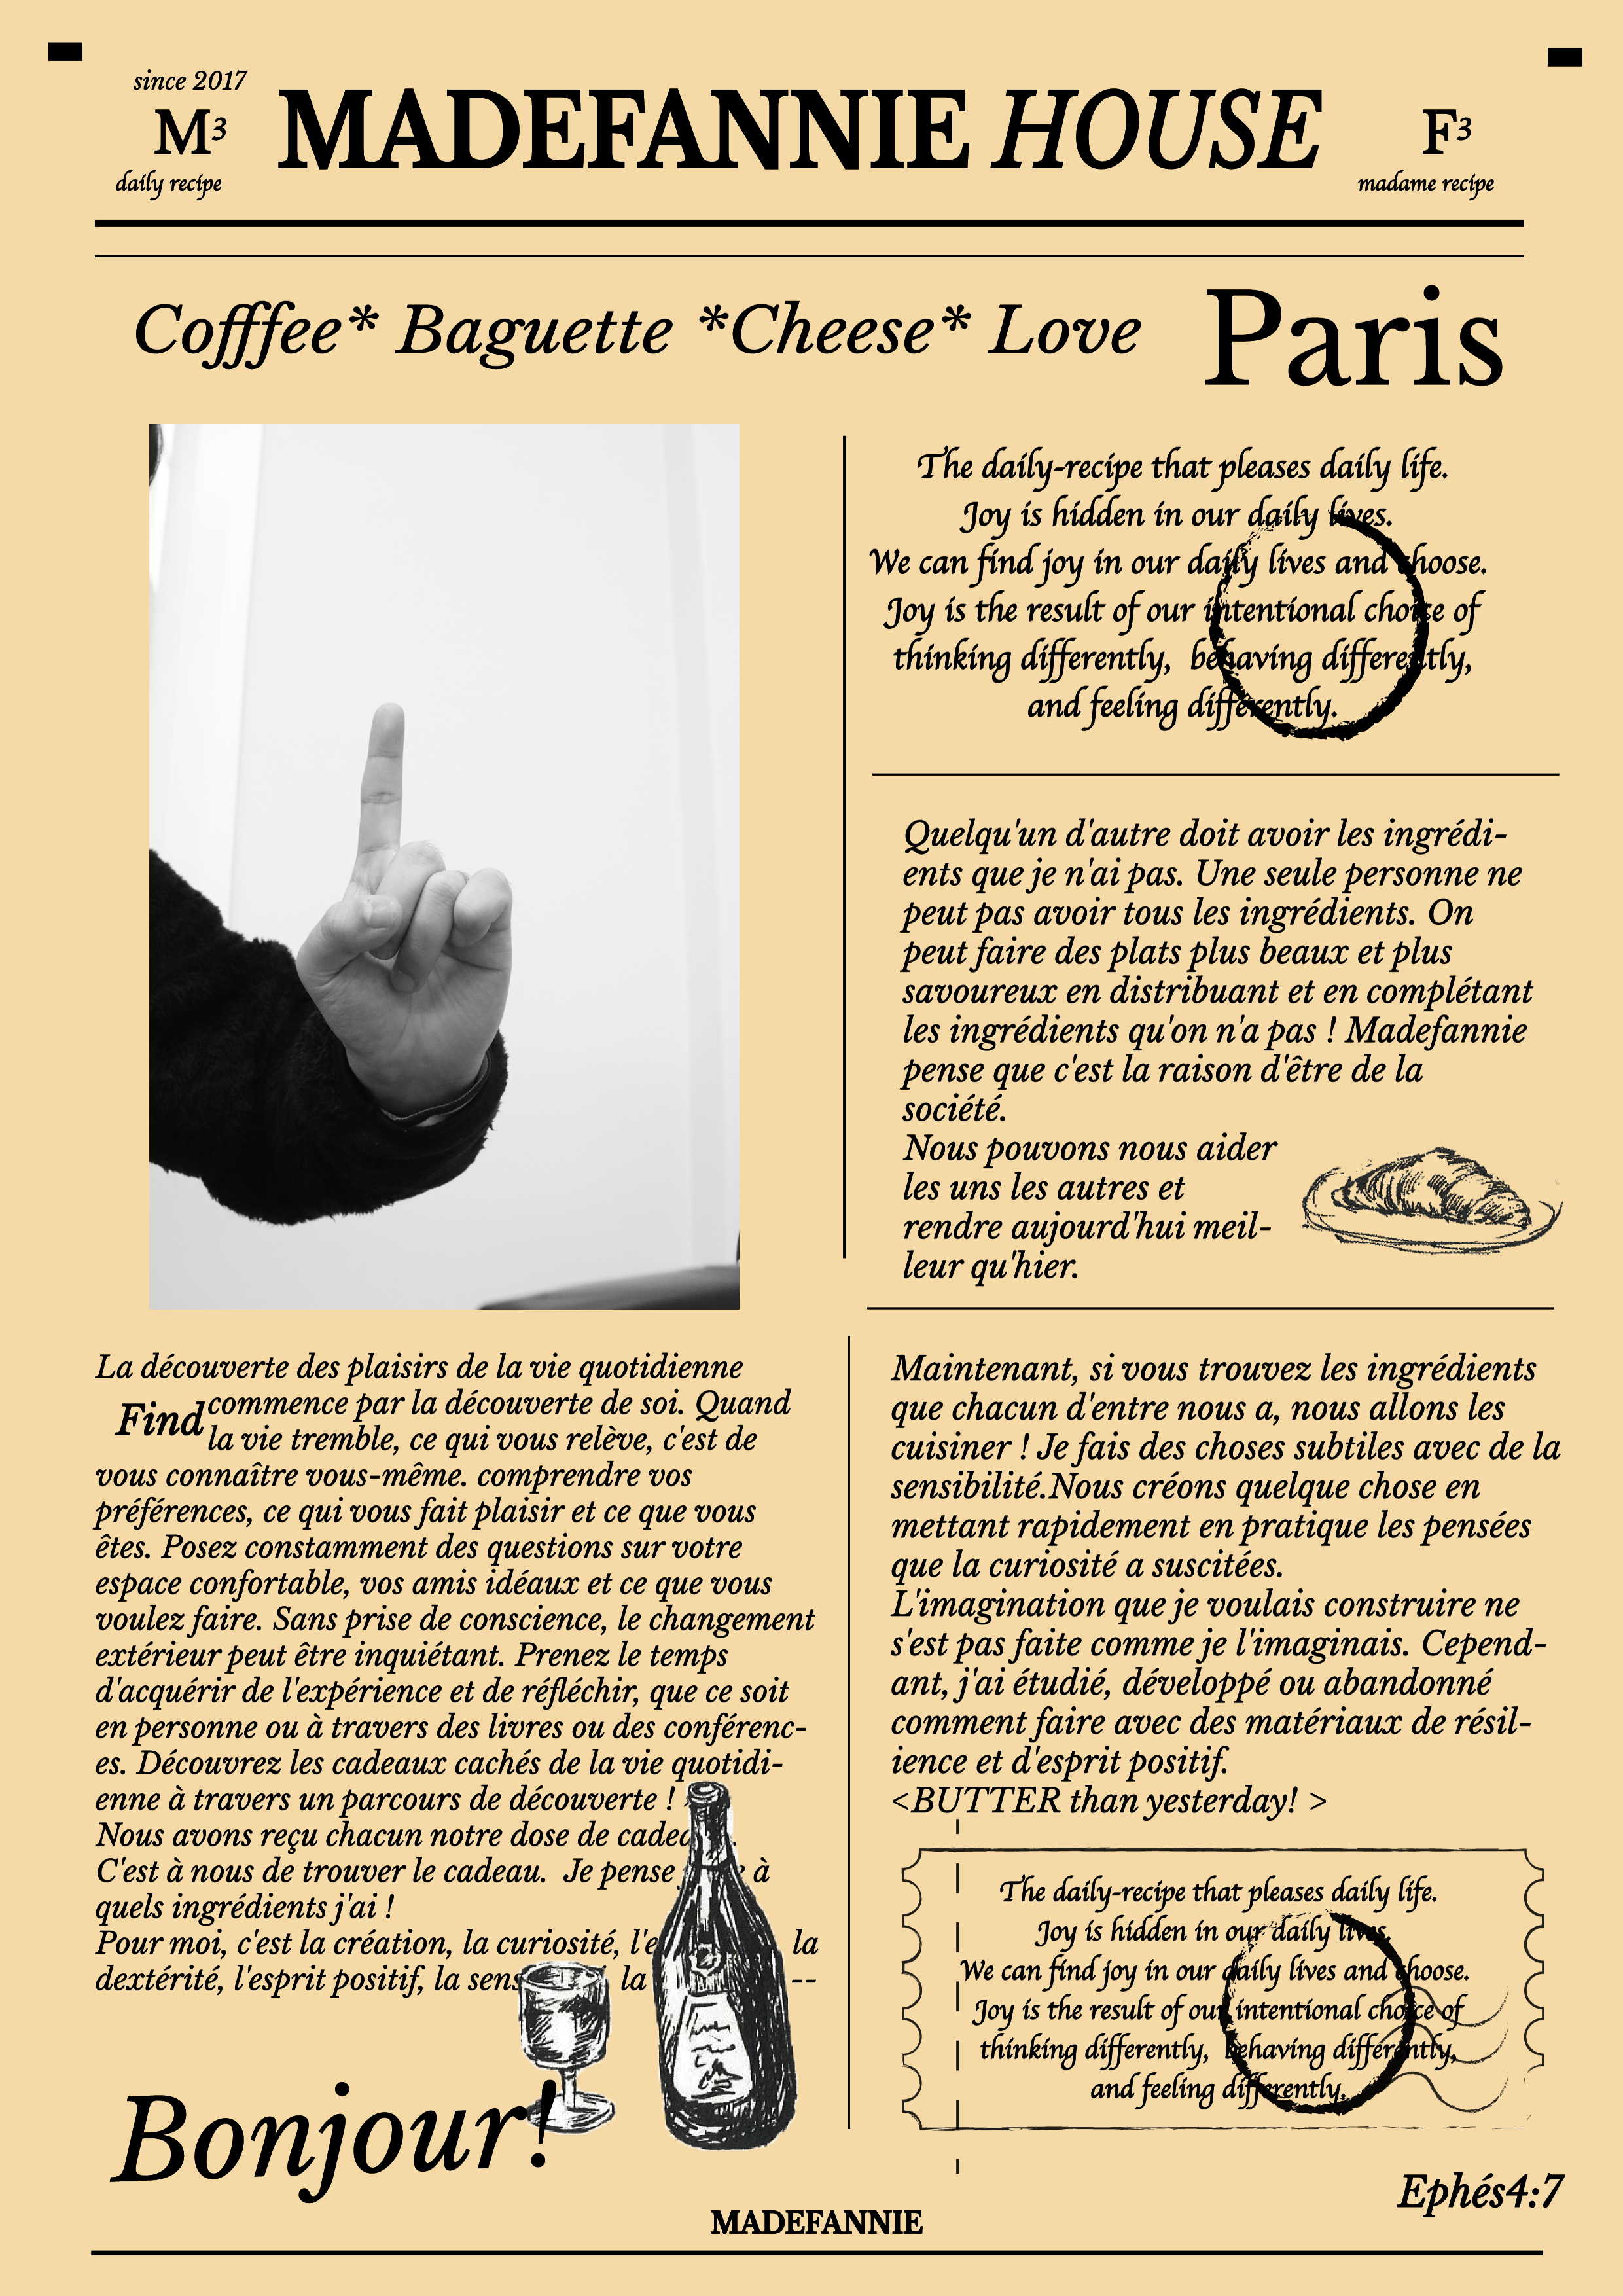 since 2017
M³
daily recipe
MADEFANNIE HOUSE
F³
madame recipe
Cofffee* Baguette *Cheese* Love
Paris
The daily-recipe that pleases daily life.
Joy is hidden in our daily lives.
We can find joy in our daily lives and choose.
Joy is the result of our intentional choice of
thinking differently, behaving differently,
and feeling differently.
Quelqu'un d'autre doit avoir les ingrédi-
ents que je n'ai pas. Une seule personne ne
peut pas avoir tous les ingrédients. On
peut faire des plats plus beaux et plus
savoureux en distribuant et en complétant
les ingrédients qu'on n'a pas ! Madefannie
pense que c'est la raison d'être de la
société.
Nous pouvons nous aider
les uns les autres et
rendre aujourd'hui meil-
leur qu'hier.
La découverte des plaisirs de la vie quotidienne
Find
commence par la découverte de soi. Quand
la vie tremble, ce qui vous relève, c'est de
vous connaître vous-même. comprendre vos
préférences, ce qui vous fait plaisir et ce que vous
êtes. Posez constamment des questions sur votre
espace confortable, vos amis idéaux et ce que vous
voulez faire. Sans prise de conscience, le changement
extérieur peut être inquiétant. Prenez le temps
d'acquérir de l'expérience et de réfléchir, que ce soit
en personne ou à travers des livres ou des conférenc-
es. Découvrez les cadeaux cachés de la vie quotidi-
enne à travers un parcours de découverte !
Nous avons reçu chacun notre dose de
C'est à nous de trouver le cadeau. Je pense à
quels ingrédients j'ai !
Pour moi, c'est la création, la curiosité, la
dextérité, l'esprit positif, la la --
Maintenant, si vous trouvez les ingrédients
que chacun d'entre nous a, nous allons les
cuisiner ! Je fais des choses subtiles avec de la
sensibilité.Nous créons quelque chose en
mettant rapidement en pratique les pensées
que la curiosité a suscitées.
L'imagination que je voulais construire ne
s'est pas faite comme je l'imaginais. Cepend-
ant, j'ai étudié, développé ou abandonné
comment faire avec des matériaux de résil-
ience et d'esprit positif.
<BUTTER than yesterday! >
The daily-recipe that pleases daily life.
Joy is hidden in our daily lives.
We can find joy in our daily lives and choose.
Joy is the result of our intentional choice of
thinking differently, behaving differently,
and feeling differently.
Bonjour!
Ephés4:7
MADEFANNIE